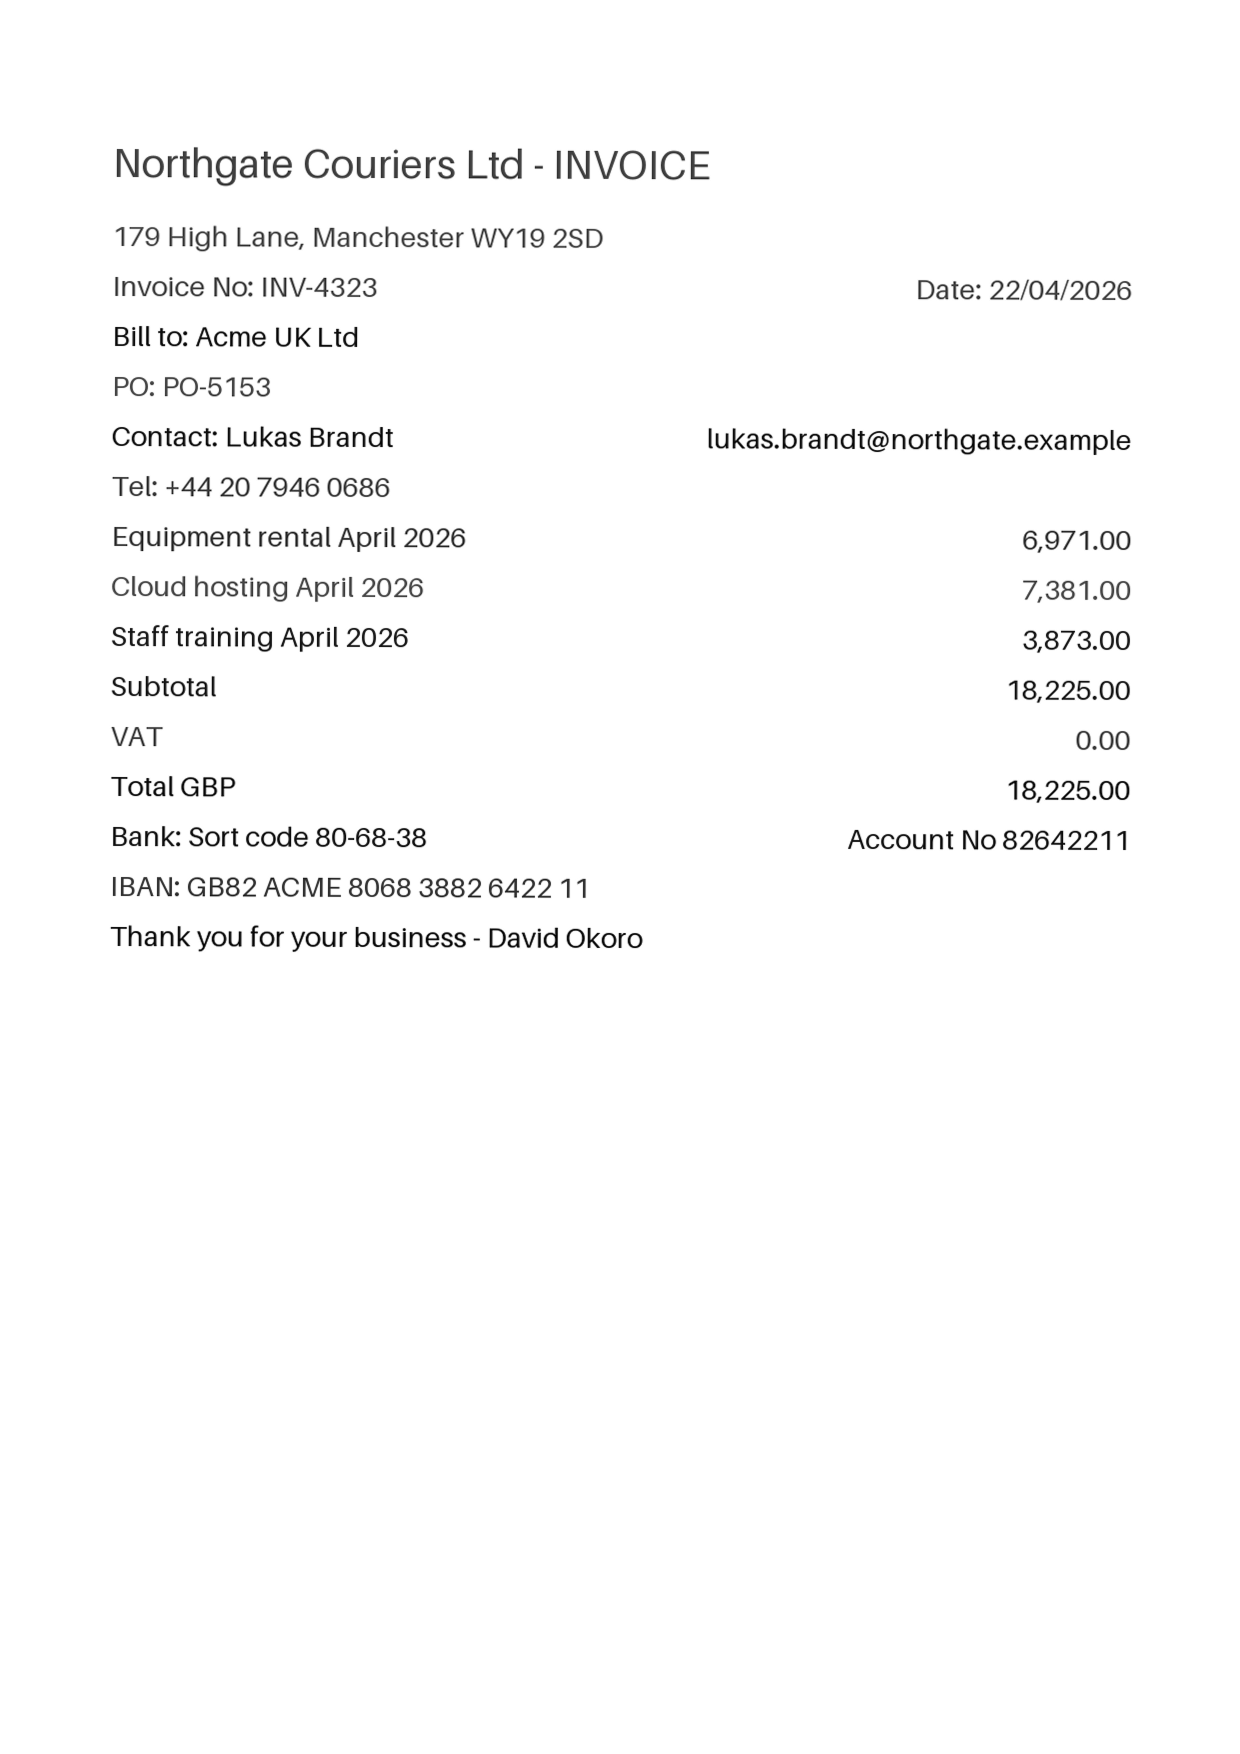 Northgate Couriers Ltd - INVOICE
179 High Lane, Manchester WY19 2SD
Invoice No: INV-4323 Date: 22/04/2026
Bill to: Acme UK Ltd
PO: PO-5153
Contact: Lukas Brandt lukas.brandt@northgate.example
Tel: +44 20 7946 0686
Equipment rental April 2026 6,971.00
Cloud hosting April 2026 7,381.00
Staff training April 2026 3,873.00
Subtotal 18,225.00
VAT 0.00
Total GBP 18,225.00
Bank: Sort code 80-68-38 Account No 82642211
IBAN: GB82 ACME 8068 3882 6422 11
Thank you for your business - David Okoro